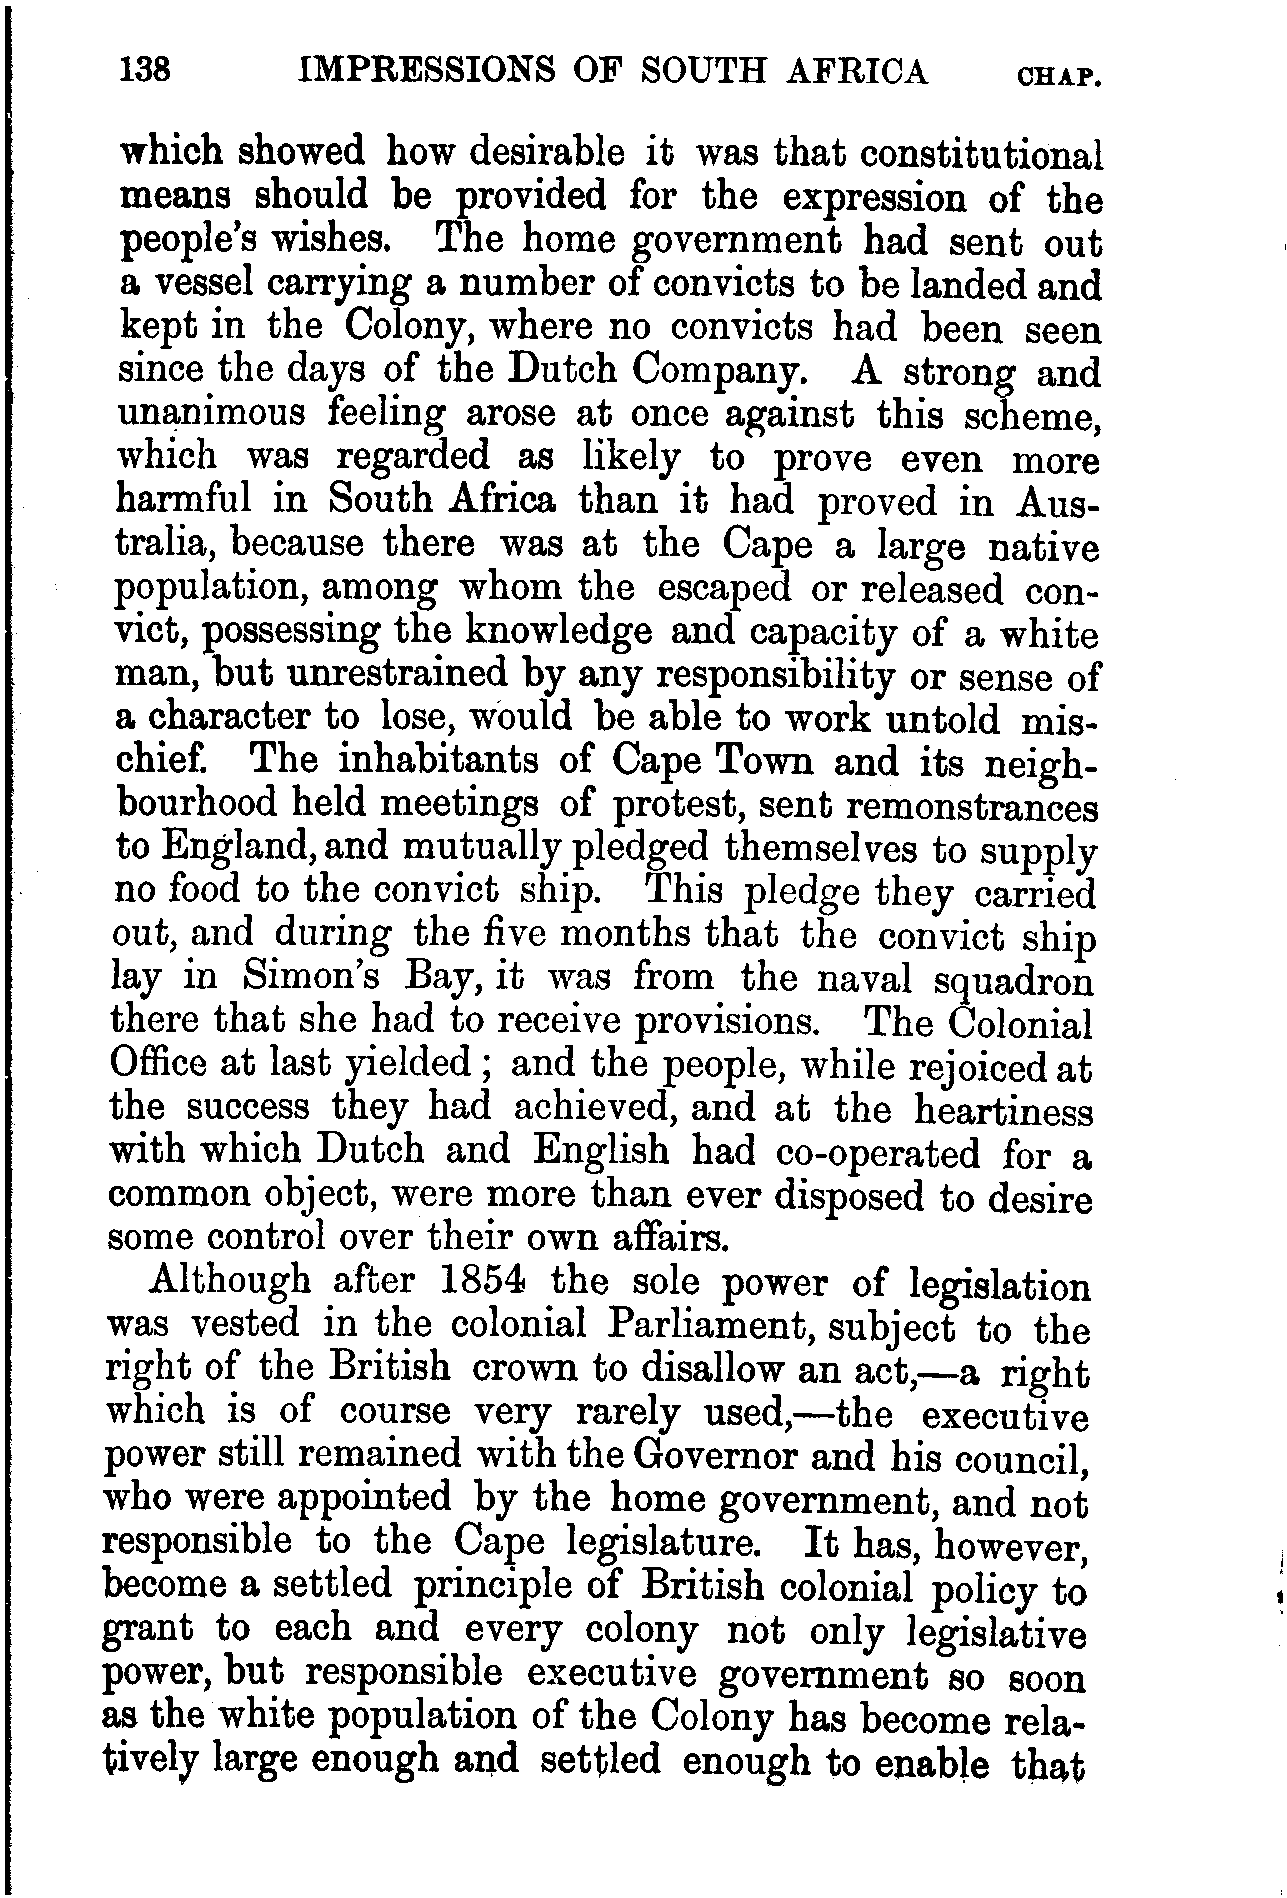 138 IMPRESSIONS OF SOUTH AFRICA CHAP.
which showed how desirable it was that constitutional
means should be provided for the expression of the
people's wishes. The home government had sent out
a vessel carrying a number of convicts to be landed and
kept in the Colony, where no convicts had been seen
since the days of the Dutch Company. A strong and
unanimous feeling arose at once against this scheme,
which was regarded as likely to prove even more
harmful in South Africa than it had proved in Aus-
tralia, because there was at the Cape a large native
population, among whom the escaped or released con-
vict, possessing the knowledge and capacity of a white
man, but unrestrained by any responsibility or sense of
a character to lose, would be able to work untold mis-
chief. The inhabitants of Cape Town and its neigh-
bourhood held meetings of protest, sent remonstrances
to England, and mutually pledged themselves to supply
no food to the convict ship. This pledge they carried
out, and during the five months that the convict ship
lay in Simon's Bay, it was from the naval squadron
there that she had to receive provisions. The Colonial
Office at last yielded; and the people, while rejoiced at
the success they had achieved, and at the heartiness
with which Dutch and English had co-operated for a
common object, were more than ever disposed to desire
some control over their own affairs.
Although after 1854 the sole power of legislation
was vested in the colonial Parliament, subject to the
right of the British crown to disallow an act,—a right
which is of course very rarely used,—the executive
power still remained with the Governor and his council,
who were appointed by the home government, and not
responsible to the Cape legislature. It has, however,
become a settled principle of British colonial policy to
grant to each and every colony not only legislative
power, but responsible executive government so soon
as the white population of the Colony has become rela-
tively large enough and settled enough to enable that